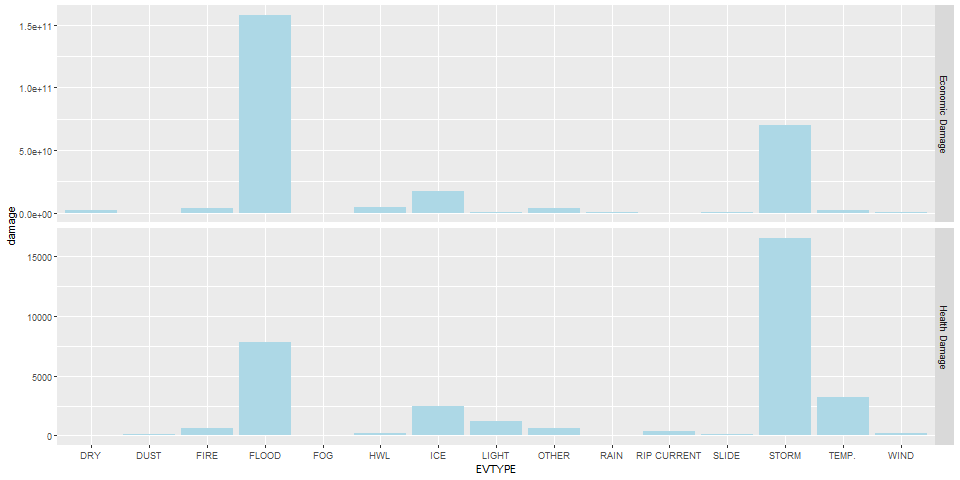 1.5e+11
1.0e+11
5.0e+10
0.0e+00
Economic Damage
damage
15000
10000
5000
0
Health Damage
DRY DUST FIRE FLOOD FOG HWL ICE LIGHT OTHER RAIN RIP CURRENT SLIDE STORM TEMP. WIND
EVTYPE